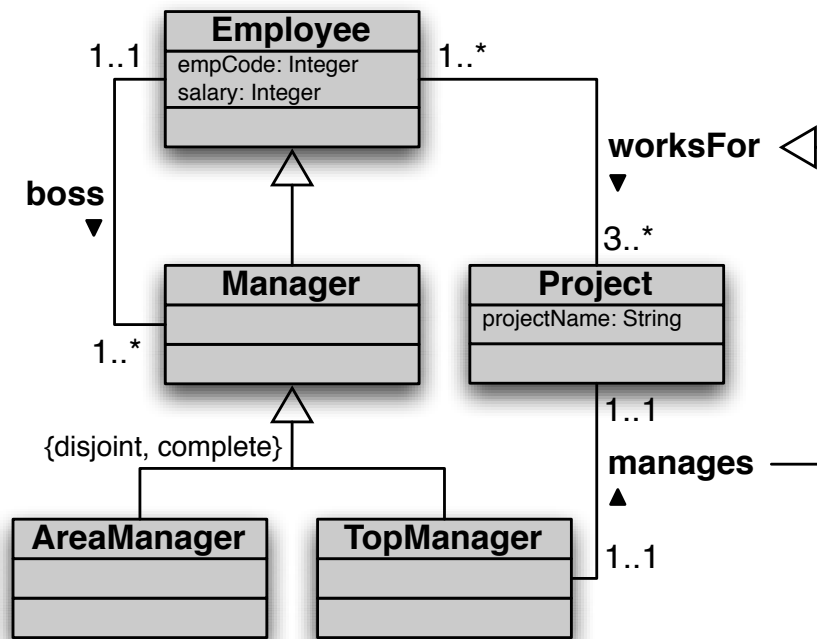 Employee
1..1
1..*
empCode: Integer
salary: Integer
worksFor
boss
3..*
Manager
Project
projectName: String
1..*
1..1
{disjoint, complete}
manages
AreaManager
TopManager
1..1